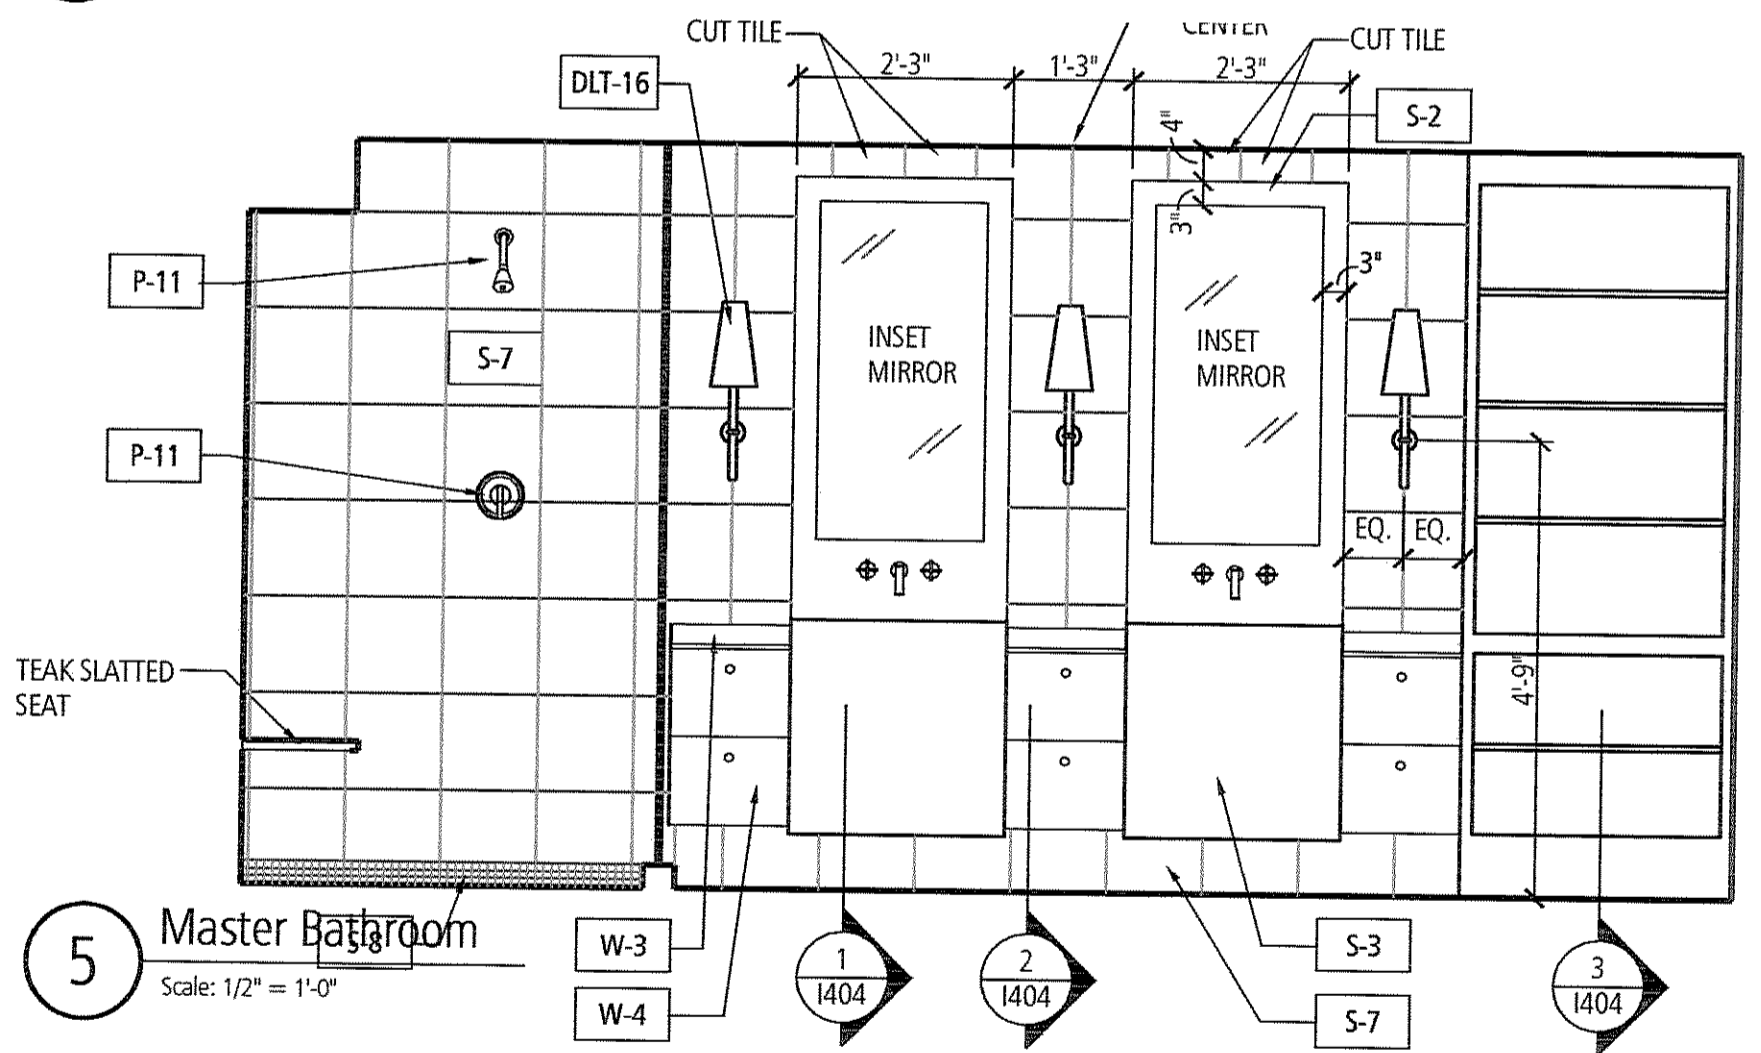 CUT TILE
CENTER
CUT TILE
2'-3"
1'-3"
2'-3"
DLT-16
S-2
4"
3"
3"
P-11
S-7
INSET
MIRROR
INSET
MIRROR
P-11
EQ.
EQ.
TEAK SLATTED
SEAT
4'-9"
5
Master Bathroom
S-8
Scale: 1/2" = 1'-0"
W-3
W-4
1
I404
2
I404
S-3
S-7
3
I404